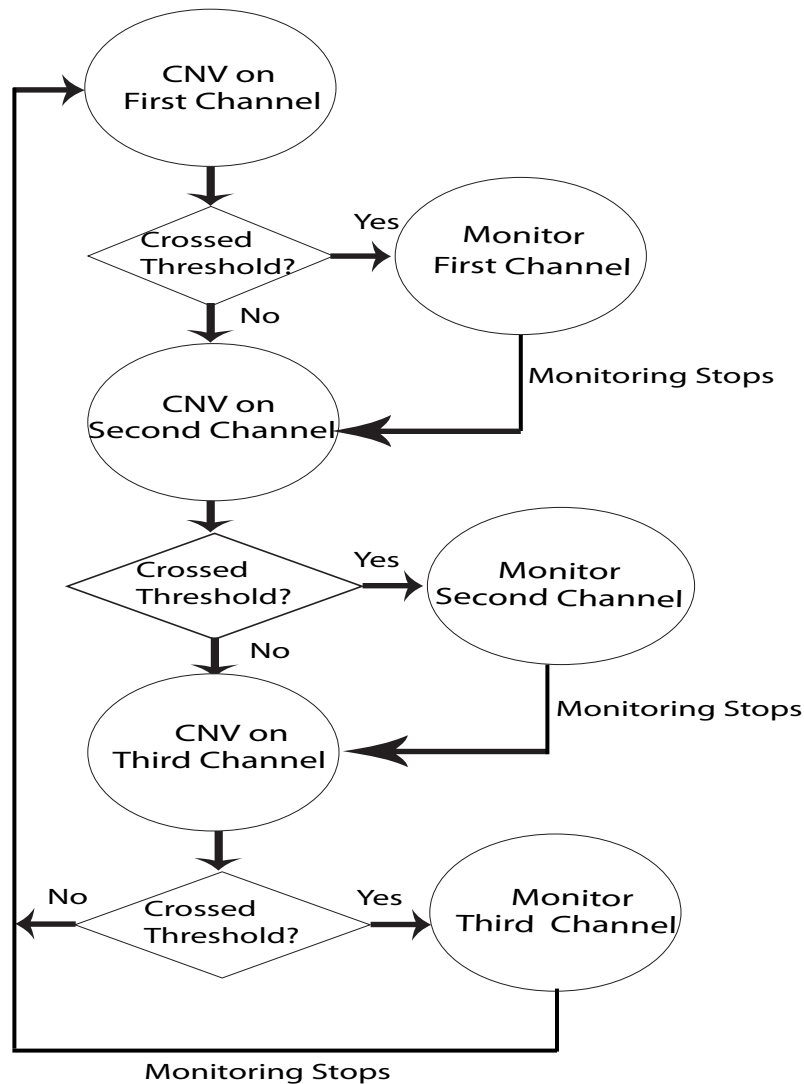 CNV on
First Channel
Crossed
Threshold?
Yes
Monitor
First Channel
No
Monitoring Stops
CNV on
Second Channel
Crossed
Threshold?
Yes
Monitor
Second Channel
No
Monitoring Stops
CNV on
Third Channel
No
Crossed
Threshold?
Yes
Monitor
Third Channel
Monitoring Stops